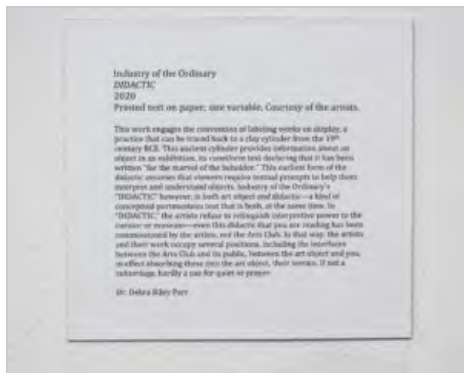 Industry of the Ordinary
DIDACTIC
2020
Printed text on paper; size variable. Courtesy of the artists.
This work engages the convention of labeling works on display, a
practice that can be traced back to a clay cylinder from the 19th
century BCE. This ancient cylinder provides information about an
object in an exhibition, its cuneiform text declaring that it has been
written "for the marvel of the beholder." This earliest form of the
didactic assumes that viewers require textual prompts to help them
interpret and understand objects. Industry of the Ordinary's
"DIDACTIC" however, is both art object and didactic—a kind of
conceptual portmanteau text that is both, at the same time. In
"DIDACTIC," the artists refuse to relinquish interpretive power to the
curator or museum—even this didactic that you are reading has been
commissioned by the artists, not the Arts Club. In that way, the artists
and their work occupy several positions, including the interfaces
between the Arts Club and its public, between the art object and you,
in effect absorbing these into the art object, their terrain, if not a
hardly a use for quiet or prayer.
Dr. Debra Riley Parr